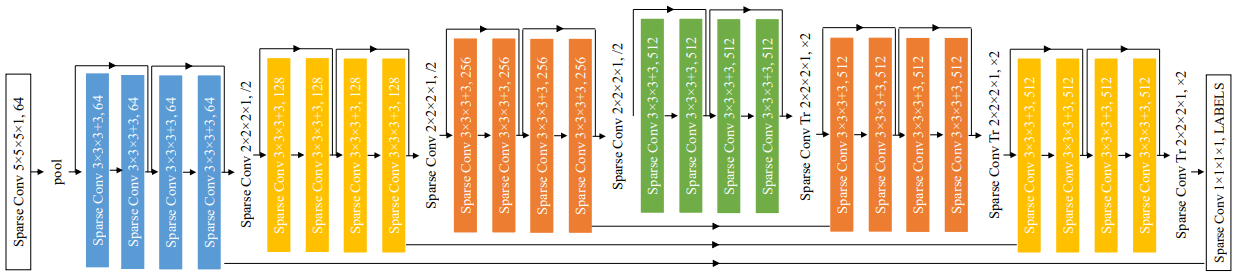 Sparse Conv 5×5×5×1, 64
pool
Sparse Conv 3×3×3+3, 64
Sparse Conv 3×3×3+3, 64
Sparse Conv 3×3×3+3, 64
Sparse Conv 3×3×3+3, 64
Sparse Conv 2×2×2×1, /2
Sparse Conv 3×3×3+3, 128
Sparse Conv 3×3×3+3, 128
Sparse Conv 3×3×3+3, 128
Sparse Conv 3×3×3+3, 128
Sparse Conv 2×2×2×1, /2
Sparse Conv 3×3×3+3, 256
Sparse Conv 3×3×3+3, 256
Sparse Conv 3×3×3+3, 256
Sparse Conv 3×3×3+3, 256
Sparse Conv 2×2×2×1, /2
Sparse Conv 3×3×3+3, 512
Sparse Conv 3×3×3+3, 512
Sparse Conv 3×3×3+3, 512
Sparse Conv 3×3×3+3, 512
Sparse Conv Tr 2×2×2×1, ×2
Sparse Conv 3×3×3+3, 512
Sparse Conv 3×3×3+3, 512
Sparse Conv 3×3×3+3, 512
Sparse Conv 3×3×3+3, 512
Sparse Conv Tr 2×2×2×1, ×2
Sparse Conv 3×3×3+3, 512
Sparse Conv 3×3×3+3, 512
Sparse Conv 3×3×3+3, 512
Sparse Conv 3×3×3+3, 512
Sparse Conv Tr 2×2×2×1, ×2
Sparse Conv 1×1×1×1, LABELS